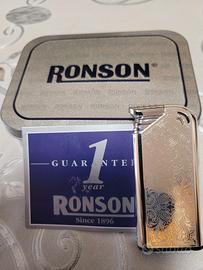 RONSON®
GUARANTEE
1
year
RONSON
Since 1896